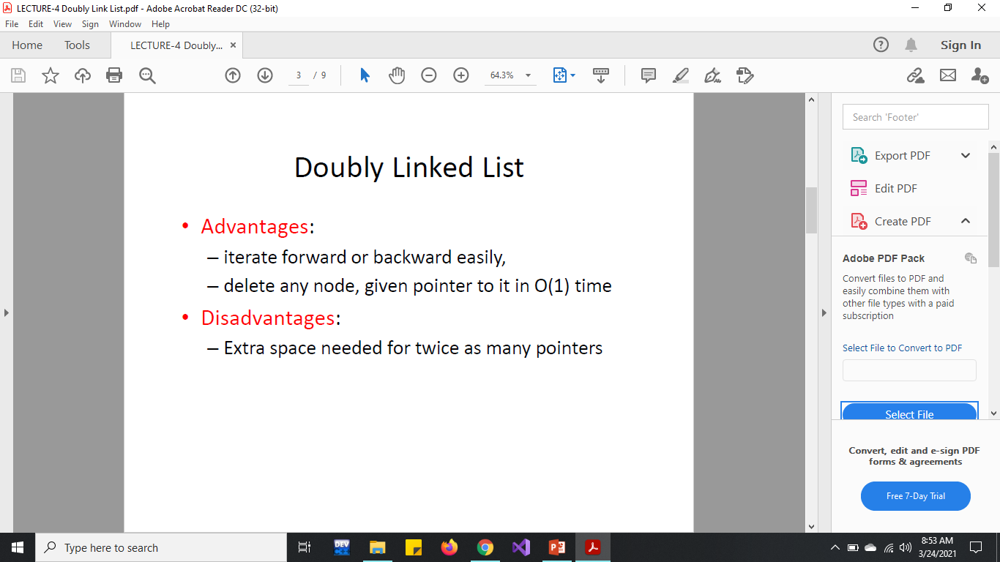 LECTURE-4 Doubly Link List.pdf - Adobe Acrobat Reader DC (32-bit)
File Edit View Sign Window Help
Home Tools LECTURE-4 Doubly... × Sign In
3 / 9 64.3%
Doubly Linked List
• Advantages:
– iterate forward or backward easily,
– delete any node, given pointer to it in O(1) time
• Disadvantages:
– Extra space needed for twice as many pointers
Search 'Footer'
Export PDF
Edit PDF
Create PDF
Adobe PDF Pack
Convert files to PDF and
easily combine them with
other file types with a paid
subscription
Select File to Convert to PDF
Select File
Convert, edit and e-sign PDF
forms & agreements
Free 7-Day Trial
Type here to search
DEV
8:53 AM
3/24/2021